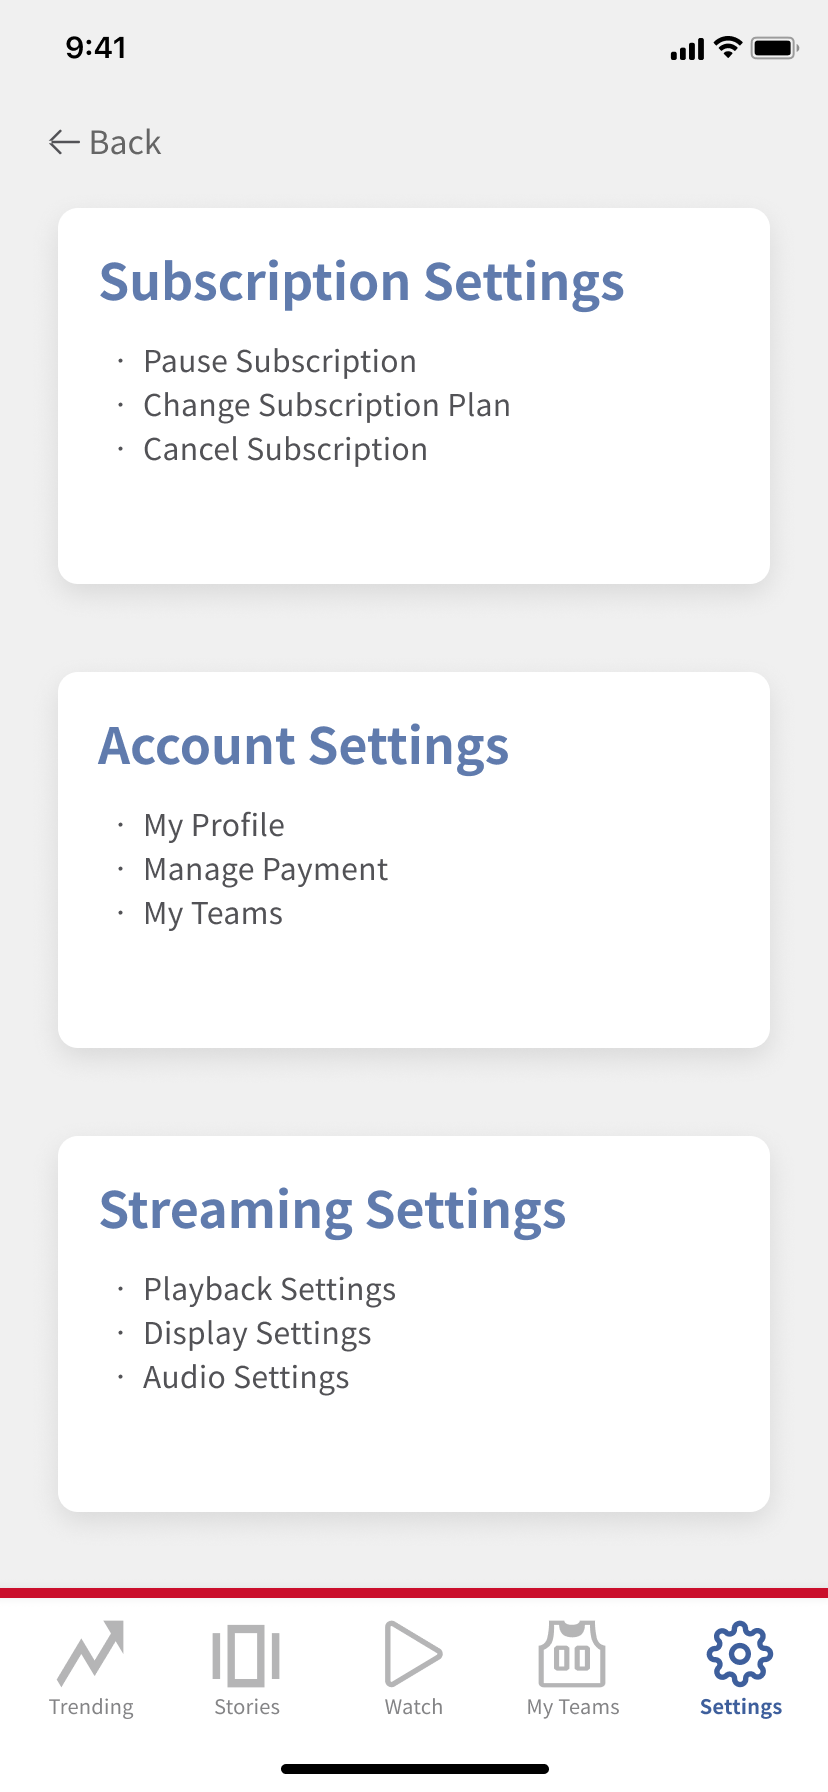 9:41
Back
Subscription Settings
· Pause Subscription
· Change Subscription Plan
· Cancel Subscription
Account Settings
· My Profile
· Manage Payment
· My Teams
Streaming Settings
· Playback Settings
· Display Settings
· Audio Settings
00
Trending Stories Watch My Teams Settings